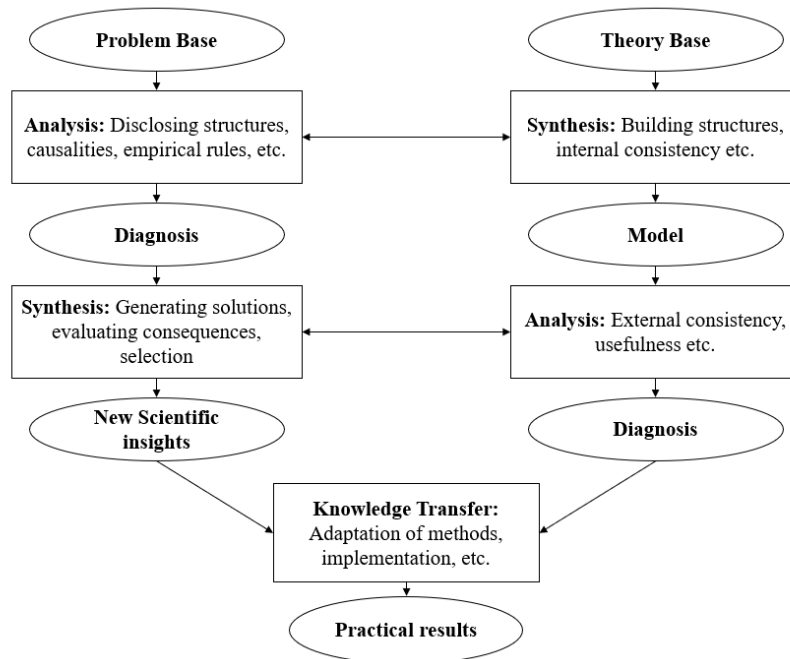 Problem Base
Theory Base
Analysis: Disclosing structures,
causalities, empirical rules, etc.
Synthesis: Building structures,
internal consistency etc.
Diagnosis
Model
Synthesis: Generating solutions,
evaluating consequences,
selection
Analysis: External consistency,
usefulness etc.
New Scientific
insights
Diagnosis
Knowledge Transfer:
Adaptation of methods,
implementation, etc.
Practical results